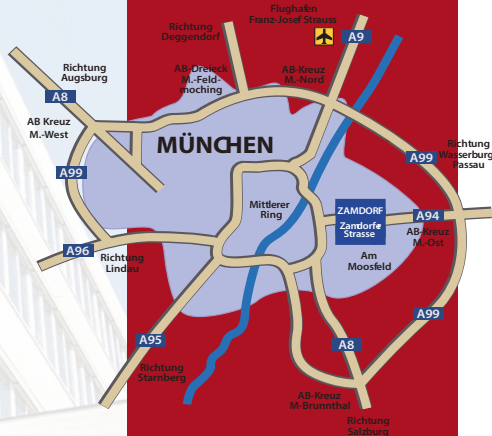 Flughafen
Franz-Josef Strauss
Richtung
Deggendorf
A9
Richtung
Augsburg
AB-Dreieck
M.-Feld-
moching
AB-Kreuz
M.-Nord
A8
AB Kreuz
M.-West
MÜNCHEN
Richtung
Wasserburg
Passau
A99
A99
Mittlerer
Ring
ZAMDORF
Zamdorfer
Strasse
A94
AB-Kreuz
M.-Ost
A96
Richtung
Lindau
Am
Moosfeld
A99
A95
A8
Richtung
Starnberg
AB-Kreuz
M-Brunnthal
Richtung
Salzburg